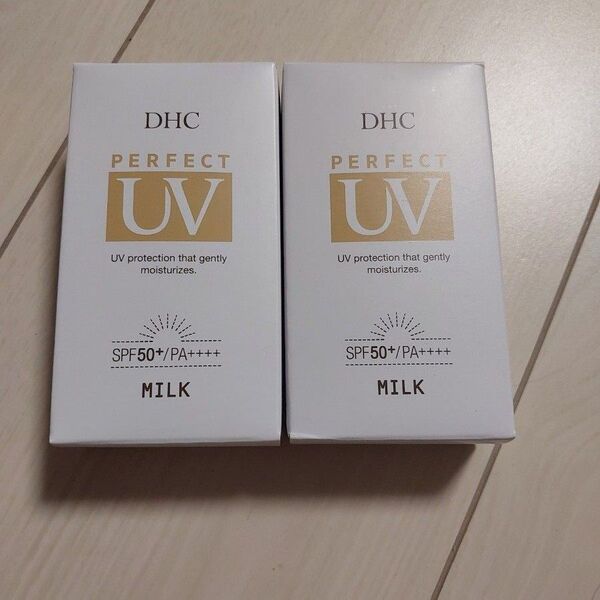 DHC
PERFECT
UV
UV protection that gently
moisturizes.
SPF50+/PA++++
MILK
DHC
PERFECT
UV
UV protection that gently
moisturizes.
SPF50+/PA++++
MILK